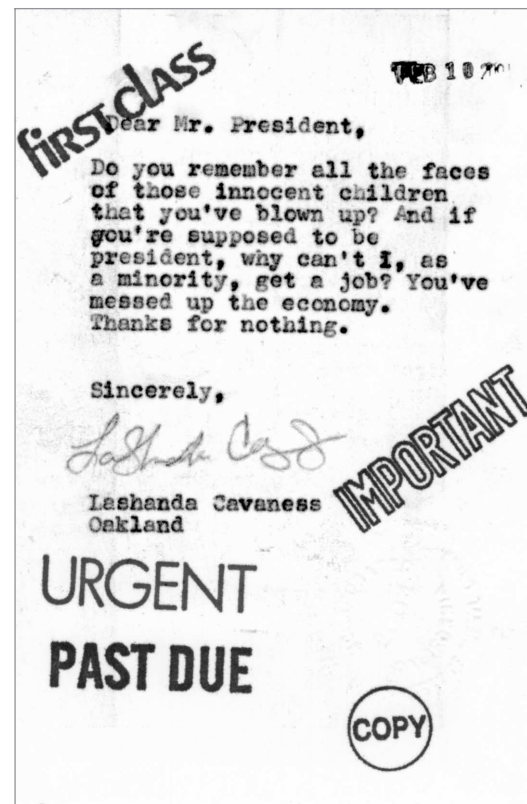 first class
FEB 10
Dear Mr. President,
Do you remember all the faces
of those innocent children
that you've blown up? And if
you're supposed to be
president, why can't I, as
a minority, get a job? You've
messed up the economy.
Thanks for nothing.
Sincerely,
Lashanda Cavaness
Oakland
IMPORTANT
URGENT
PAST DUE
COPY